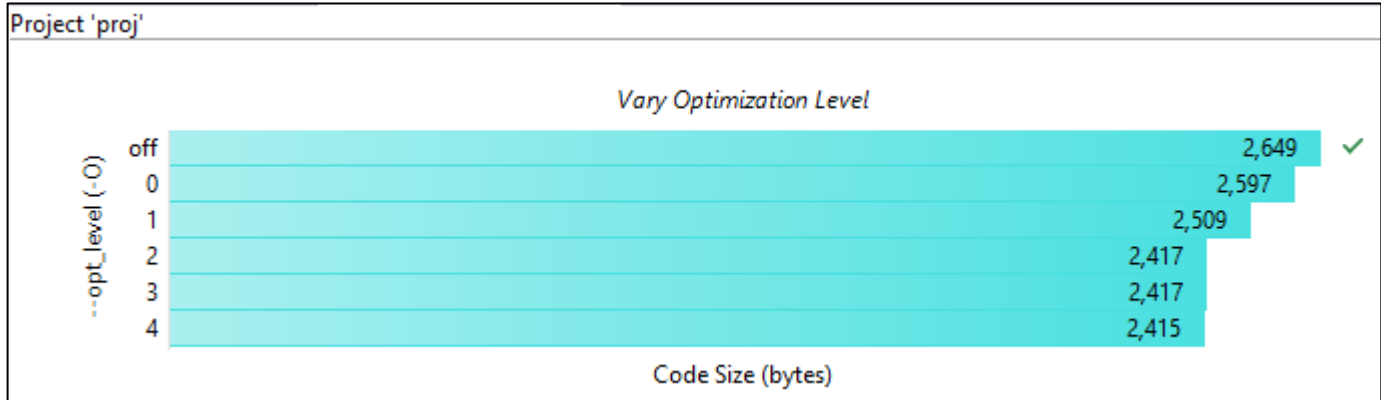 Project 'proj'
Vary Optimization Level
--opt_level (-O)
off 2,649
0 2,597
1 2,509
2 2,417
3 2,417
4 2,415
Code Size (bytes)